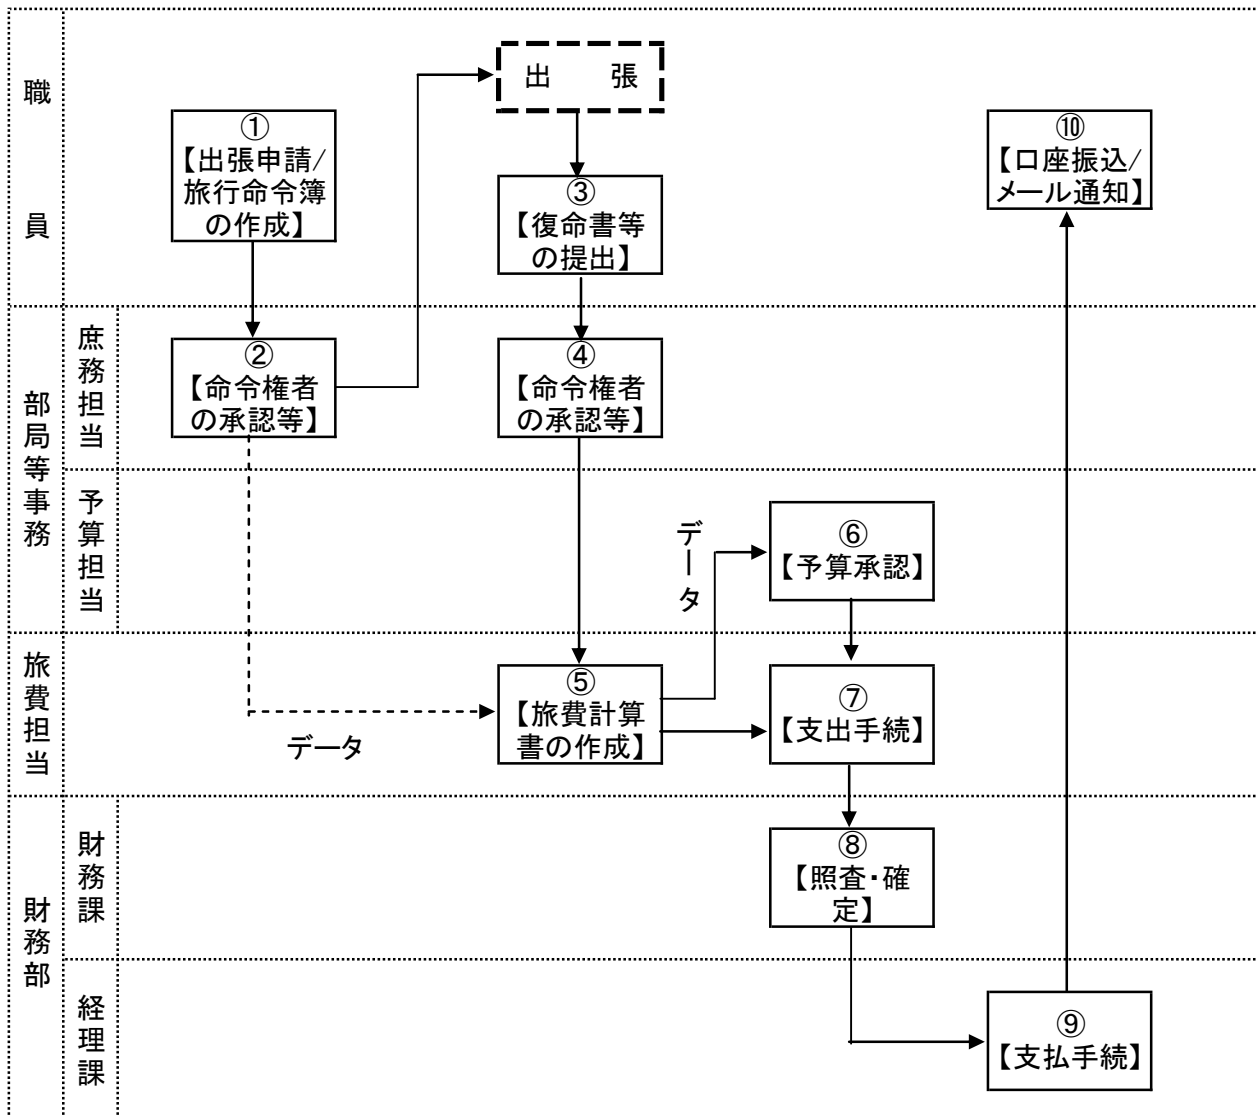 職員
出　張
①
【出張申請/
旅行命令簿
の作成】
③
【復命書等
の提出】
⑩
【口座振込/
メール通知】
部局等事務
庶務担当
②
【命令権者
の承認等】
④
【命令権者
の承認等】
予算担当
データ
⑥
【予算承認】
旅費担当
データ
⑤
【旅費計算
書の作成】
⑦
【支出手続】
財務部
財務課
⑧
【照査・確
定】
経理課
⑨
【支払手続】